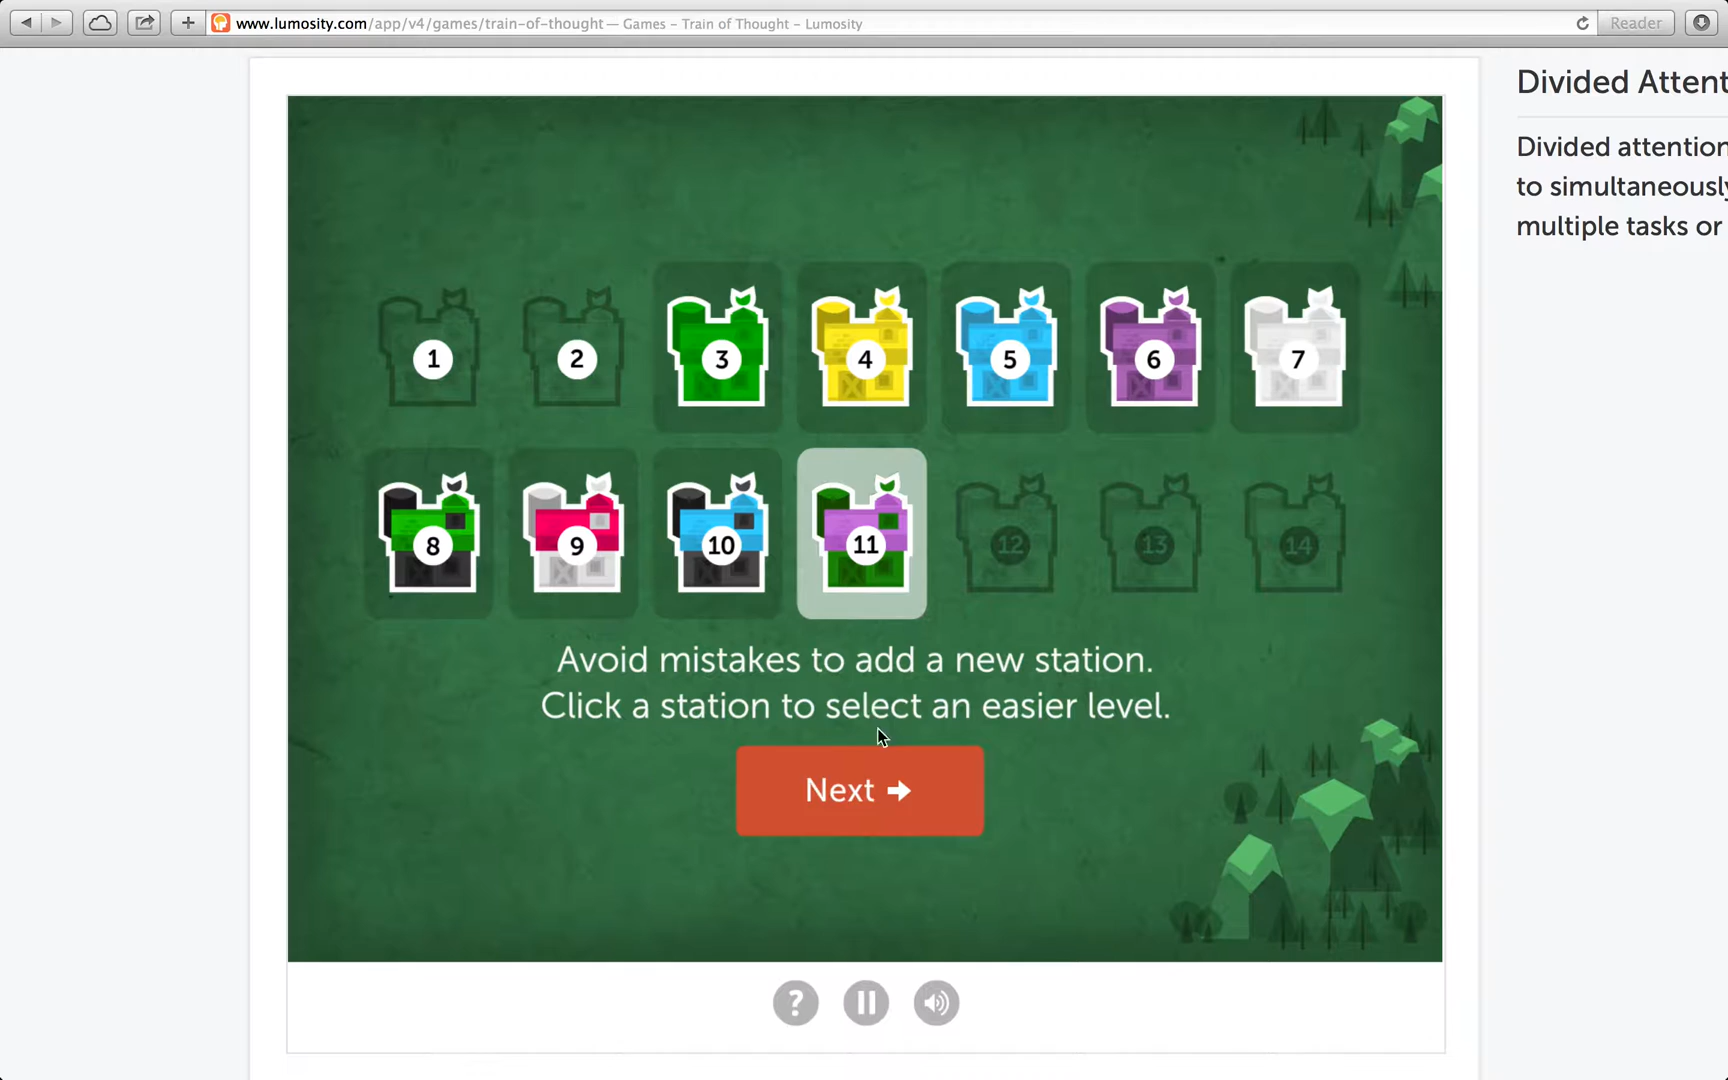 www.lumosity.com/app/v4/games/train-of-thought — Games – Train of Thought – Lumosity
Reader
Divided Attent
Divided attention
to simultaneously
multiple tasks or
1 2 3 4 5 6 7
8 9 10 11 12 13 14
Avoid mistakes to add a new station.
Click a station to select an easier level.
Next
?